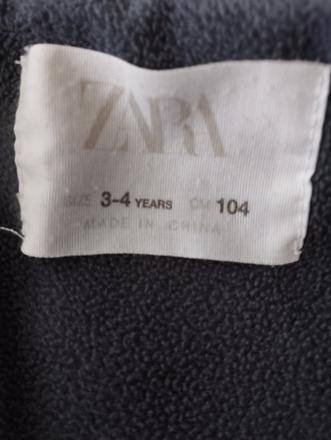 ZARA
SIZE 3-4 YEARS CM 104
MADE IN CHINA